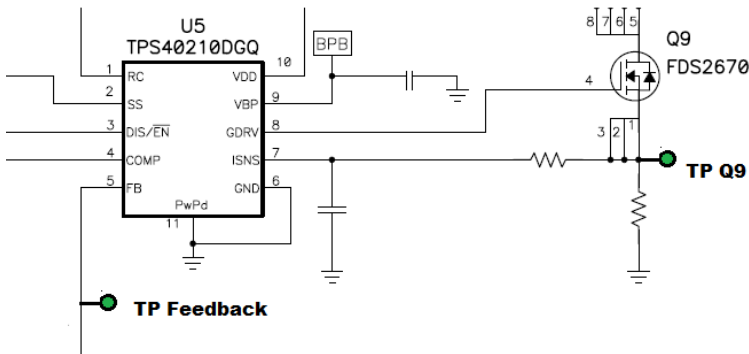 U5
TPS40210DGQ
BPB
8 7 6 5
Q9
FDS2670
4
3 2 1
1 RC VDD 10
2 SS VBP 9
3 DIS/EN GDRV 8
4 COMP ISNS 7
5 FB GND 6
PwPd
11
TP Q9
TP Feedback